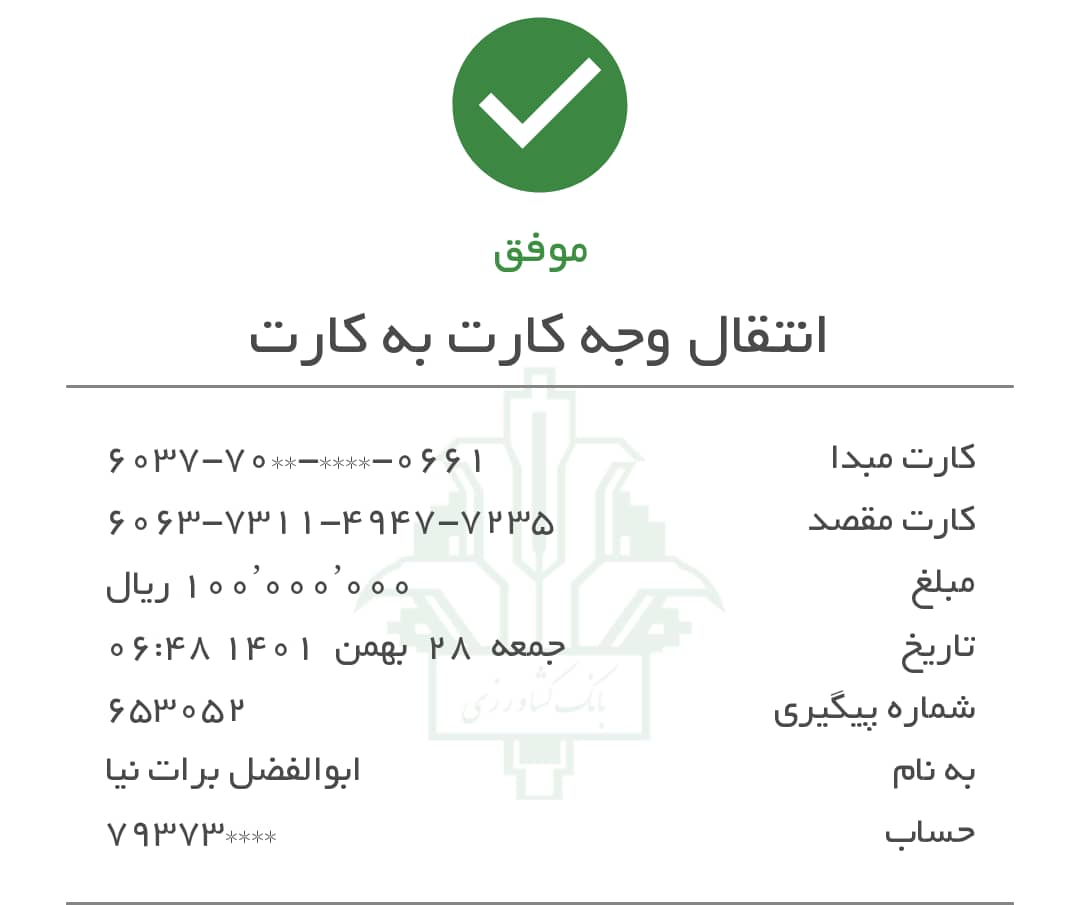 موفق
انتقال وجه کارت به کارت
کارت مبدا ۶۰۳۷-۷۰**-****-۰۶۶۱
کارت مقصد ۶۰۶۳-۷۳۱۱-۴۹۴۷-۷۲۳۵
مبلغ ۱۰۰٬۰۰۰٬۰۰۰ ریال
تاریخ جمعه ۲۸ بهمن ۱۴۰۱ ۰۶:۴۸
شماره پیگیری ۶۵۳۰۵۲
به نام ابوالفضل برات نیا
حساب ۷۹۳۷۳****
بانک کشاورزی